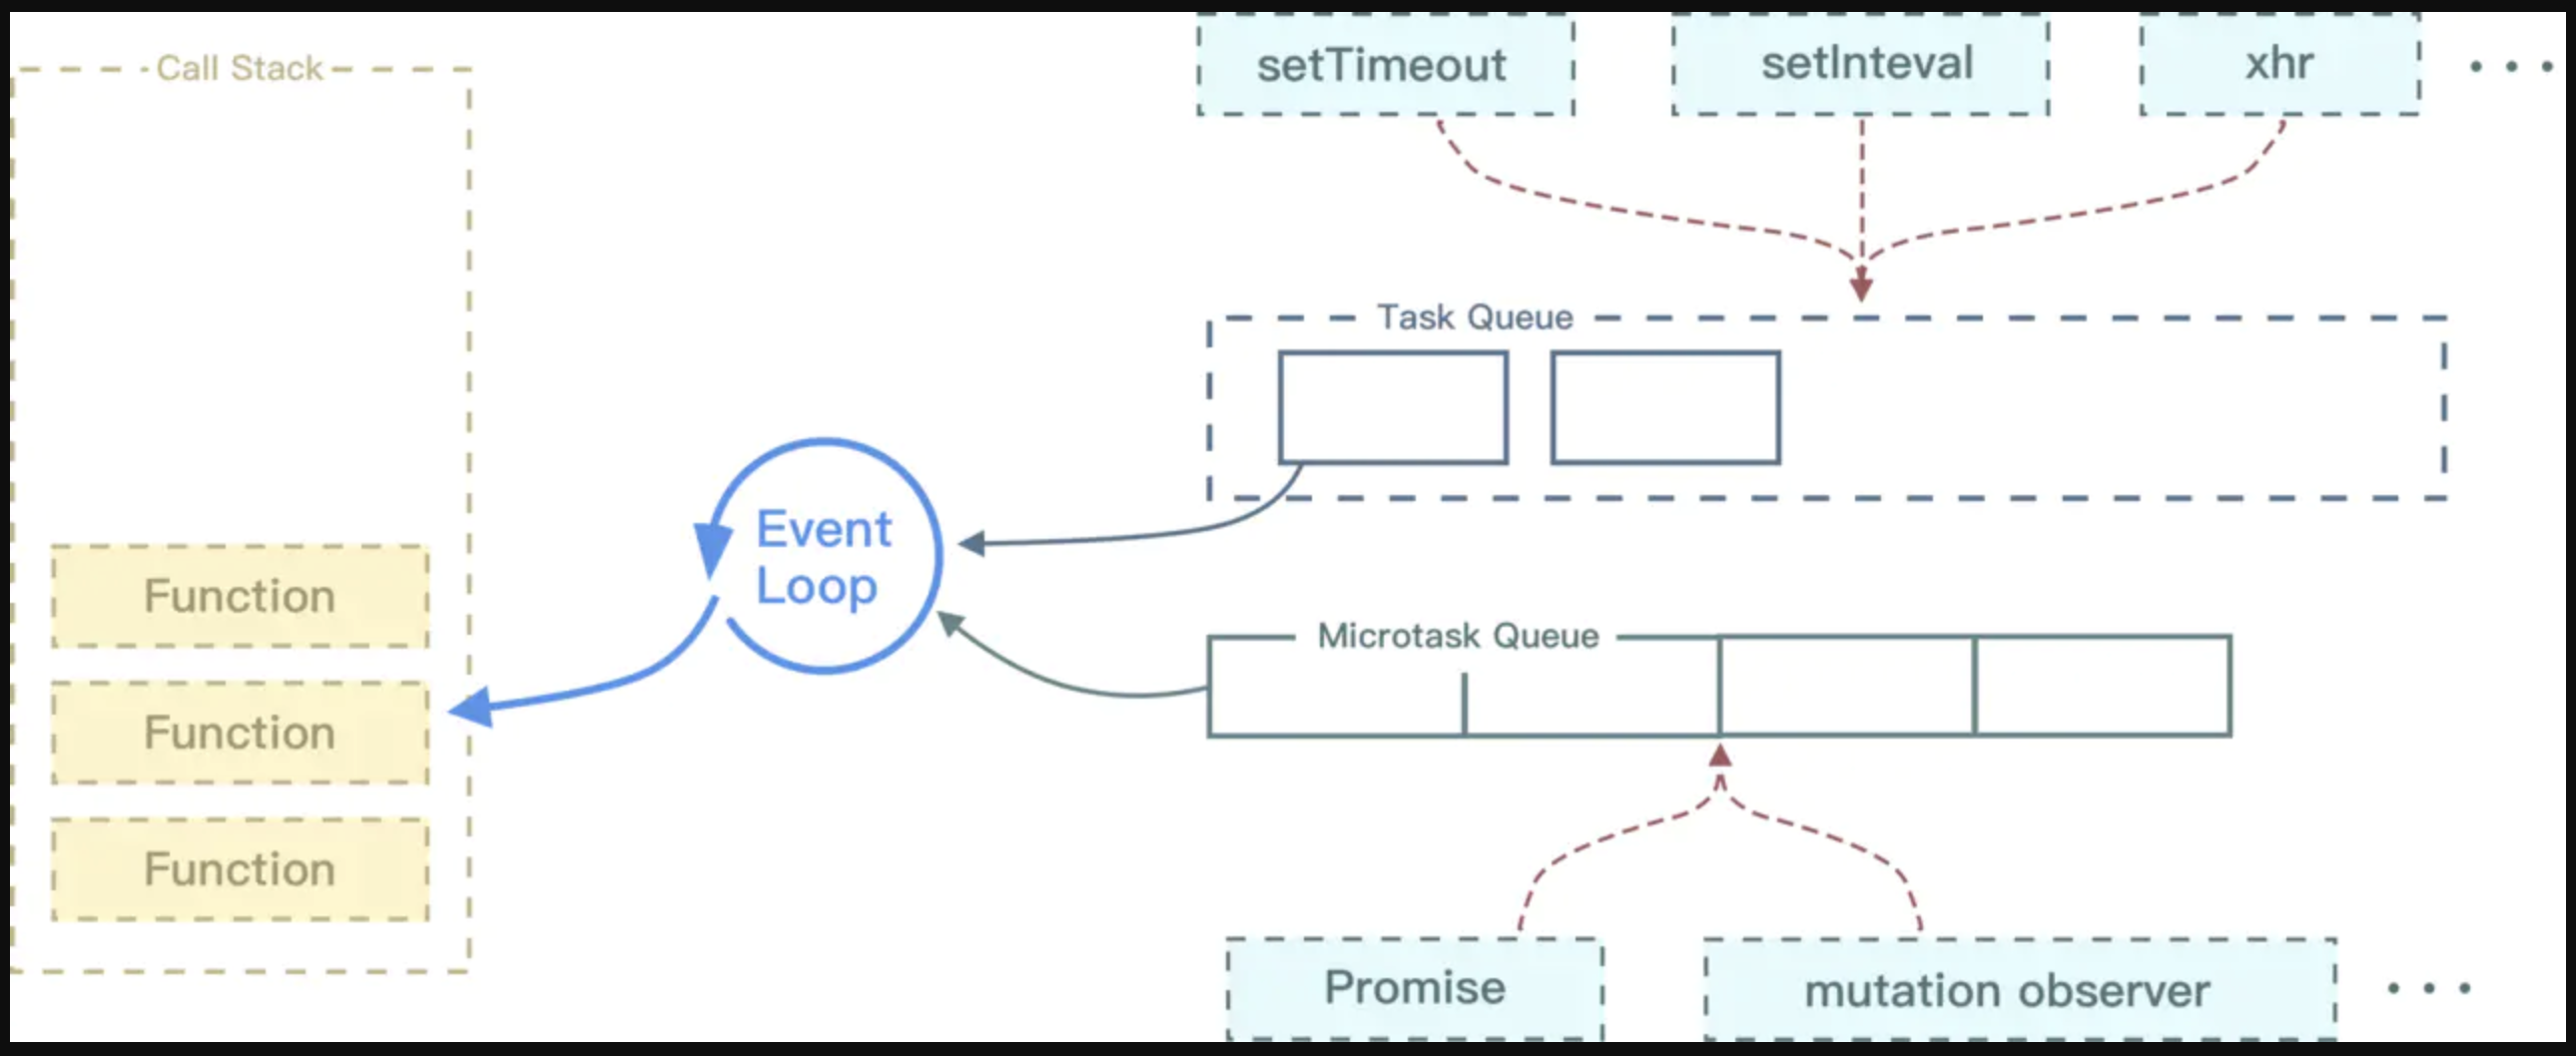 Call Stack
setTimeout
setInteval
xhr
Task Queue
Event
Loop
Microtask Queue
Function
Function
Function
Promise
mutation observer